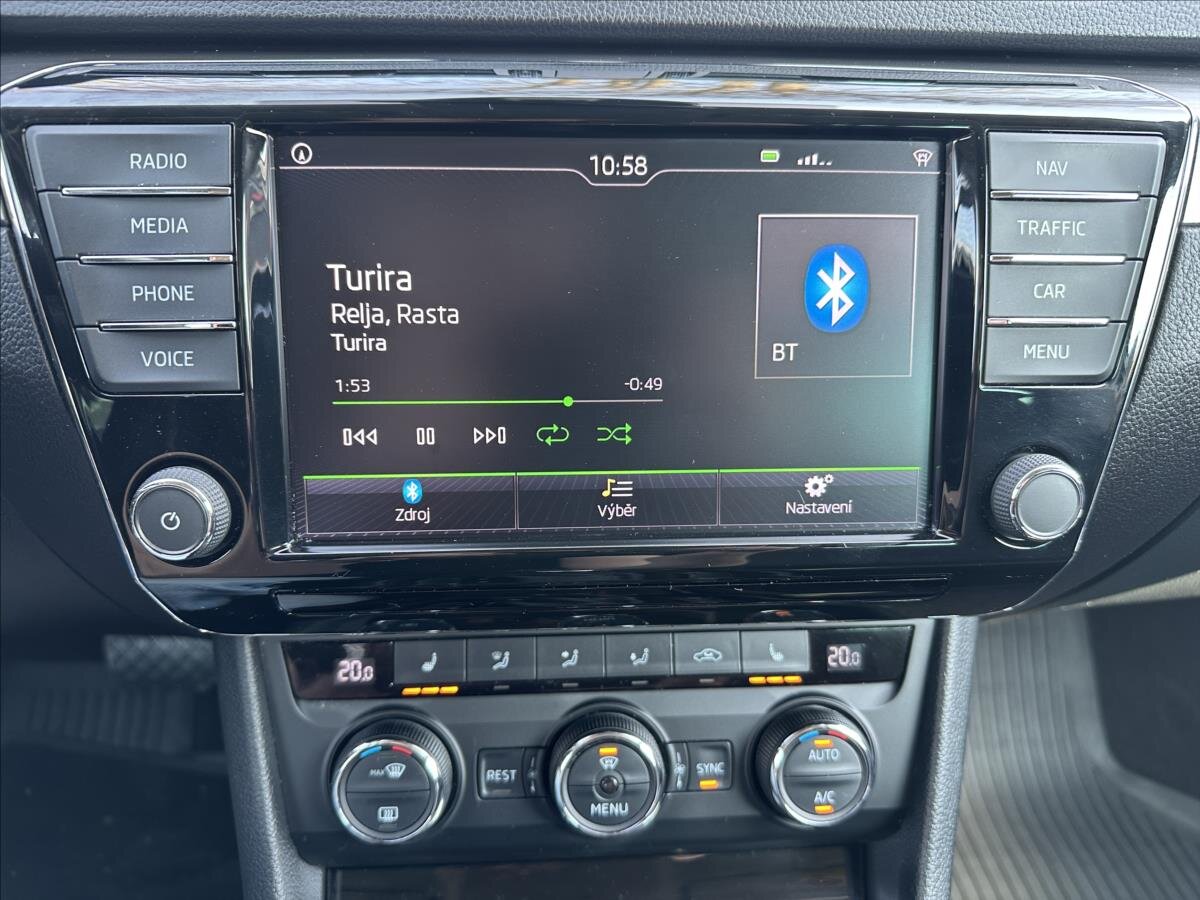 RADIO
MEDIA
PHONE
VOICE
10:58
Turira
Relja, Rasta
Turira
1:53
-0:49
BT
Zdroj
Výběr
Nastavení
NAV
TRAFFIC
CAR
MENU
20.0
20.0
MAX
REST
MENU
SYNC
AUTO
A/C